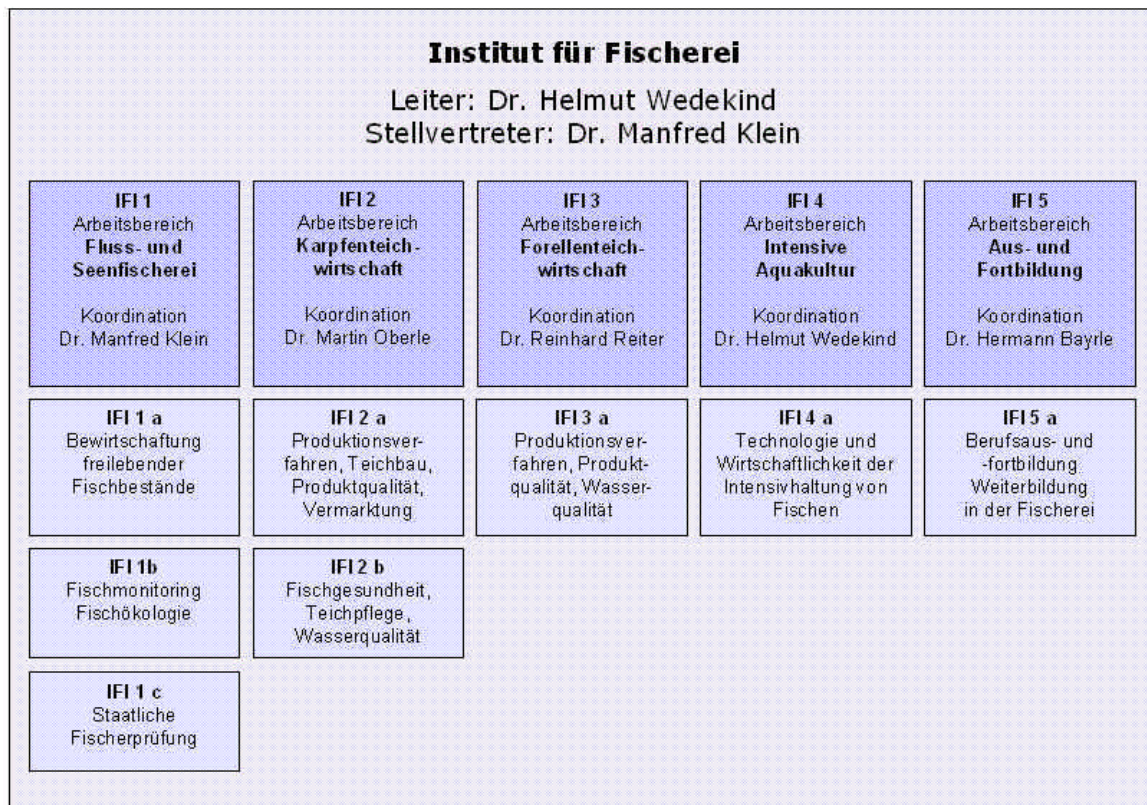 Institut für Fischerei
Leiter: Dr. Helmut Wedekind
Stellvertreter: Dr. Manfred Klein
IFI 1
Arbeitsbereich
Fluss- und
Seenfischerei
Koordination
Dr. Manfred Klein
IFI 2
Arbeitsbereich
Karpfenteich-
wirtschaft
Koordination
Dr. Martin Oberle
IFI 3
Arbeitsbereich
Forellenteich-
wirtschaft
Koordination
Dr. Reinhard Reiter
IFI 4
Arbeitsbereich
Intensive
Aquakultur
Koordination
Dr. Helmut Wedekind
IFI 5
Arbeitsbereich
Aus- und
Fortbildung
Koordination
Dr. Hermann Bayrle
IFI 1 a
Bewirtschaftung
freilebender
Fischbestände
IFI 2 a
Produktionsver-
fahren, Teichbau,
Produktqualität,
Vermarktung
IFI 3 a
Produktionsver-
fahren, Produkt-
qualität, Wasser-
qualität
IFI 4 a
Technologie und
Wirtschaftlichkeit der
Intensivhaltung von
Fischen
IFI 5 a
Berufsaus- und
-fortbildung
Weiterbildung
in der Fischerei
IFI 1b
Fischmonitoring
Fischökologie
IFI 2 b
Fischgesundheit,
Teichpflege,
Wasserqualität
IFI 1 c
Staatliche
Fischerprüfung